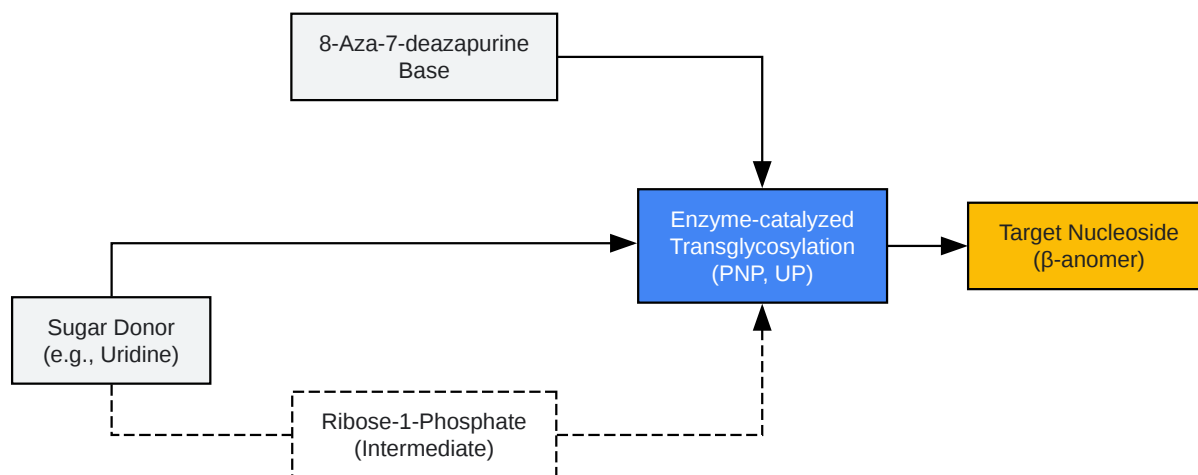 8-Aza-7-deazapurine
Base
Enzyme-catalyzed
Transglycosylation
(PNP, UP)
Target Nucleoside
(β-anomer)
Sugar Donor
(e.g., Uridine)
Ribose-1-Phosphate
(Intermediate)